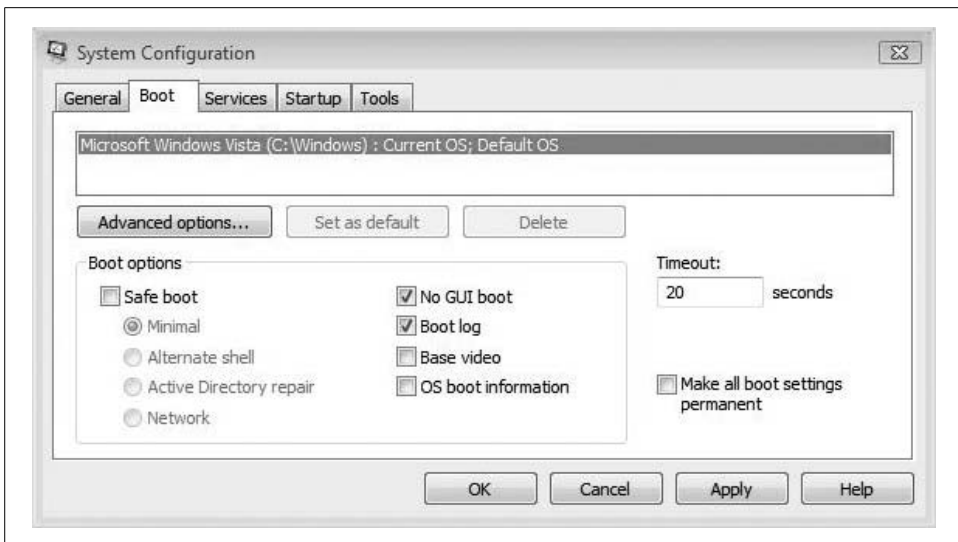 System Configuration
General Boot Services Startup Tools
Microsoft Windows Vista (C:\Windows) : Current OS; Default OS
Advanced options... Set as default Delete
Boot options
Safe boot
Minimal
Alternate shell
Active Directory repair
Network
No GUI boot
Boot log
Base video
OS boot information
Timeout:
20 seconds
Make all boot settings
permanent
OK Cancel Apply Help